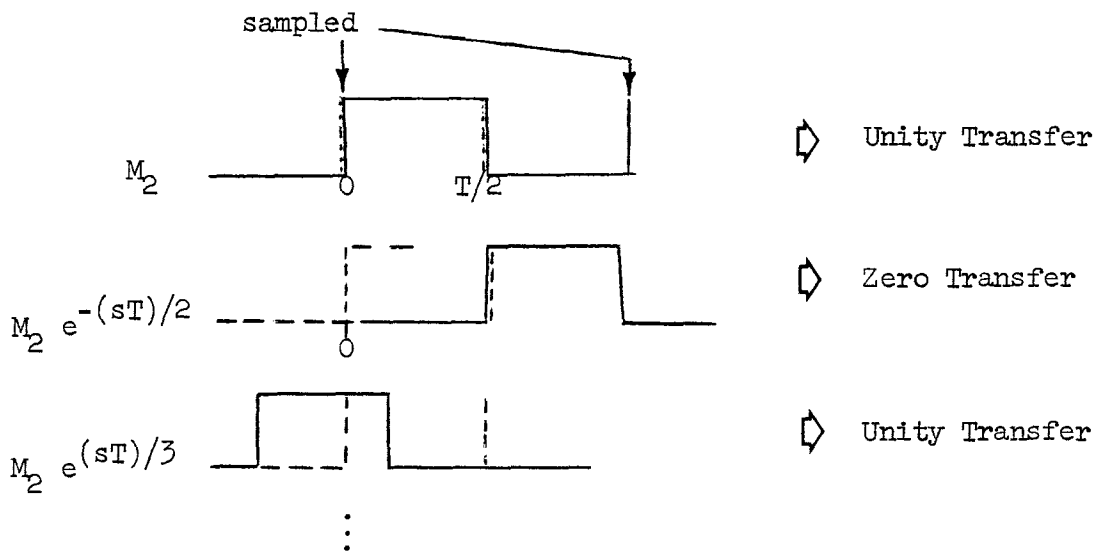 sampled
M₂ 0 T/2 ⇨ Unity Transfer
M₂ e^-(sT)/2 0 ⇨ Zero Transfer
M₂ e^(sT)/3 ⇨ Unity Transfer
⋮